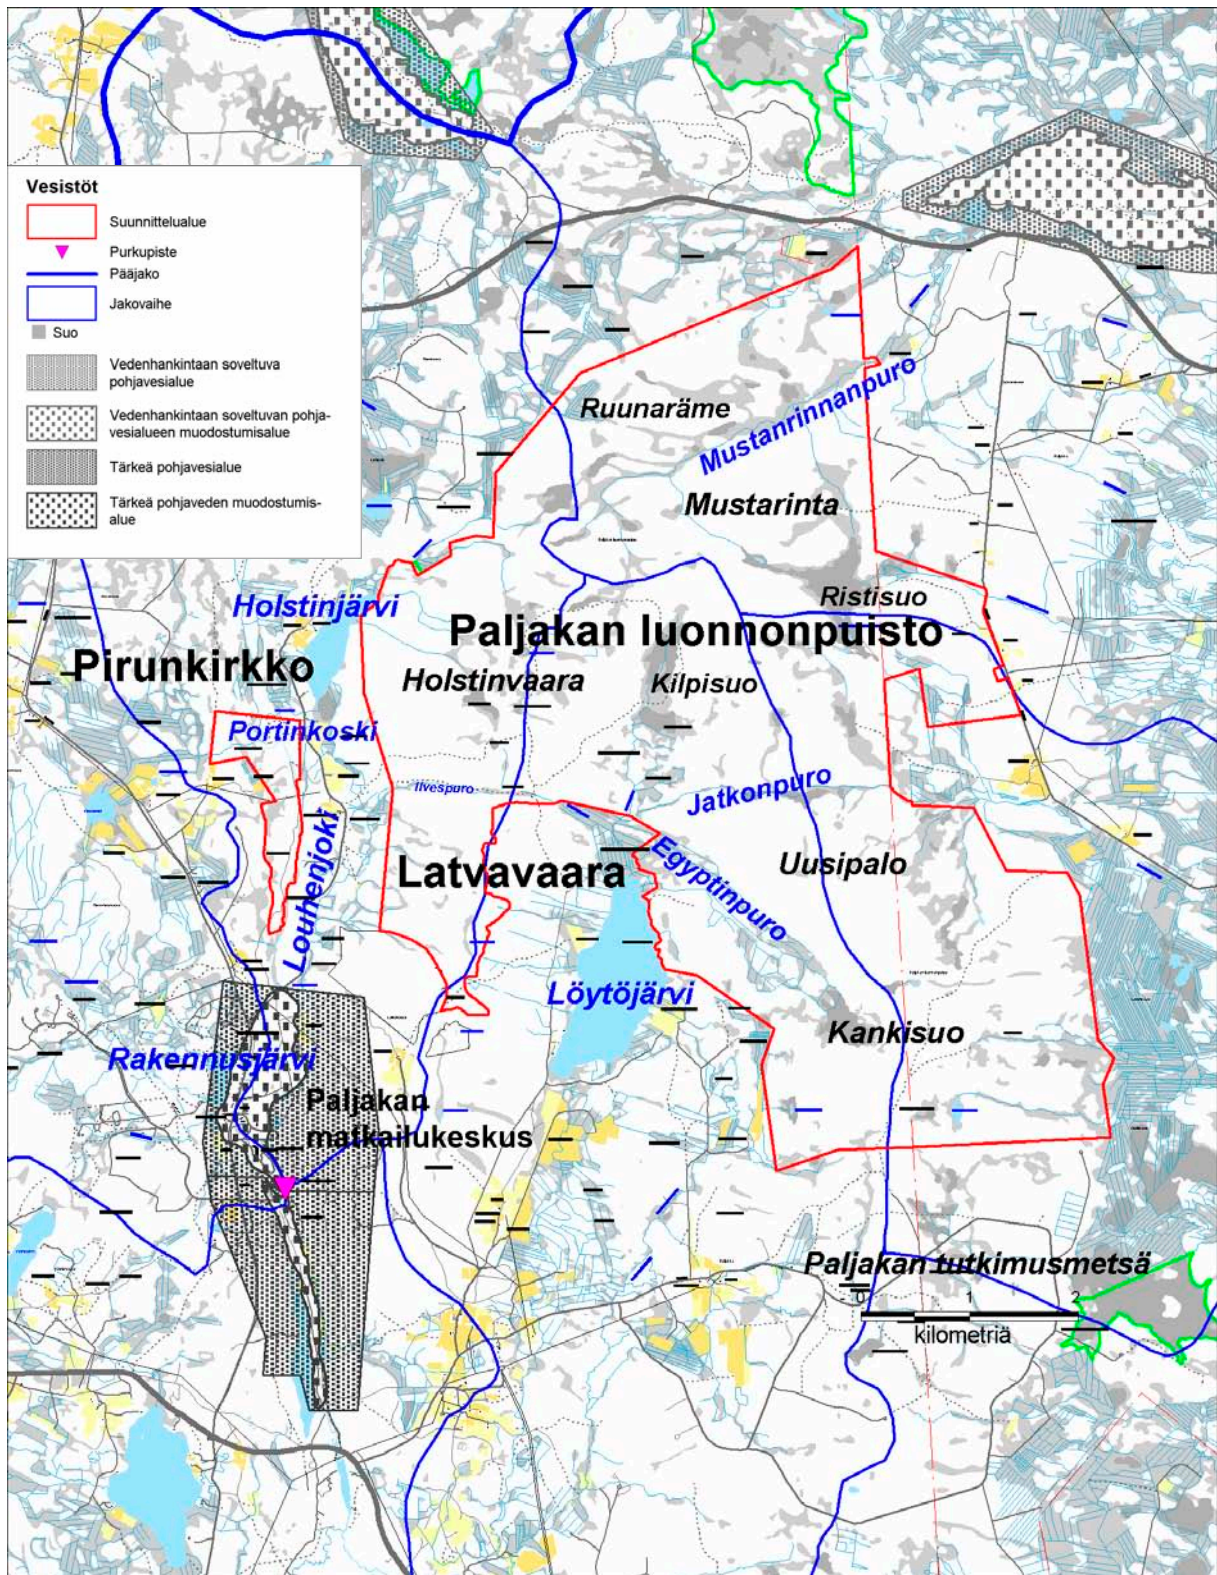 Vesistöt
Suunnittelualue
Purkupiste
Pääjako
Jakovaihe
Suo
Vedenhankintaan soveltuva
pohjavesialue
Vedenhankintaan soveltuvan pohja-
vesialueen muodostumisalue
Tärkeä pohjavesialue
Tärkeä pohjaveden muodostumis-
alue
Ruunaräme
Mustanrinnanpuro
Mustarinta
Ristisuo
Holstinjärvi
Paljakan luonnonpuisto
Pirunkirkko
Holstinvaara
Kilpisuo
Portinkoski
Ilvespuro
Jatkonpuro
Louhenjoki
Latvavaara
Egyptinpuro
Uusipalo
Löytöjärvi
Kankisuo
Rakennusjärvi
Paljakan
matkailukeskus
Paljakan tutkimusmetsä
0 1 2
kilometriä